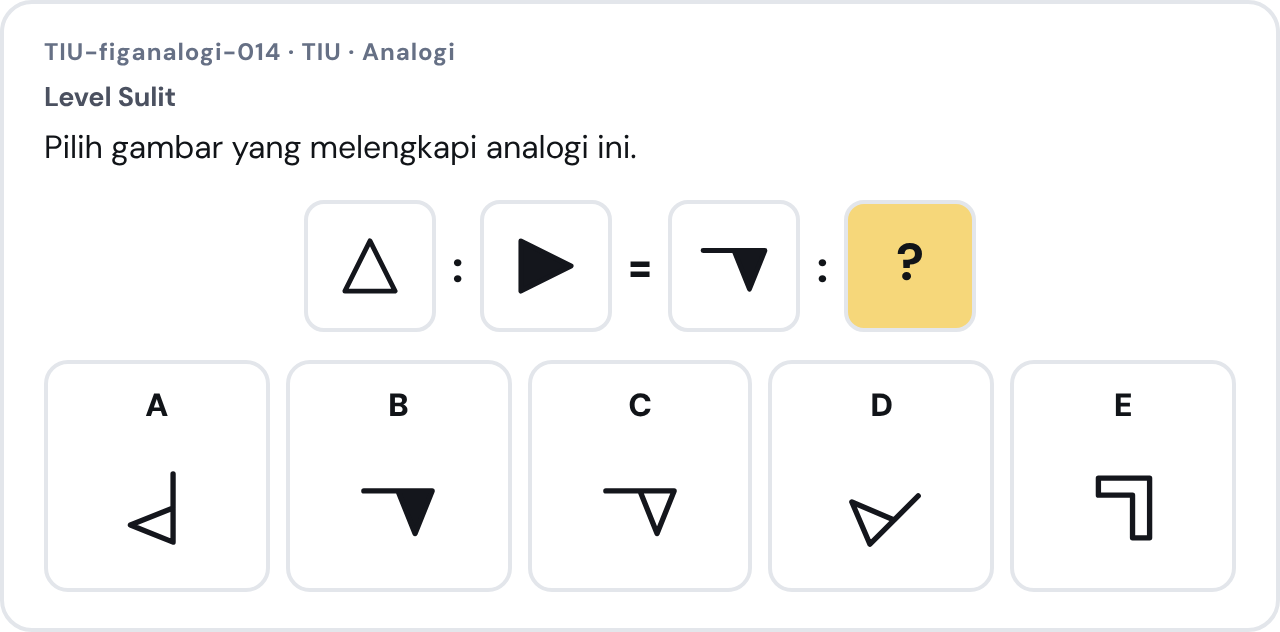 TIU-figanalogi-014 · TIU · Analogi
Level Sulit
Pilih gambar yang melengkapi analogi ini.
: = : ?
A B C D E